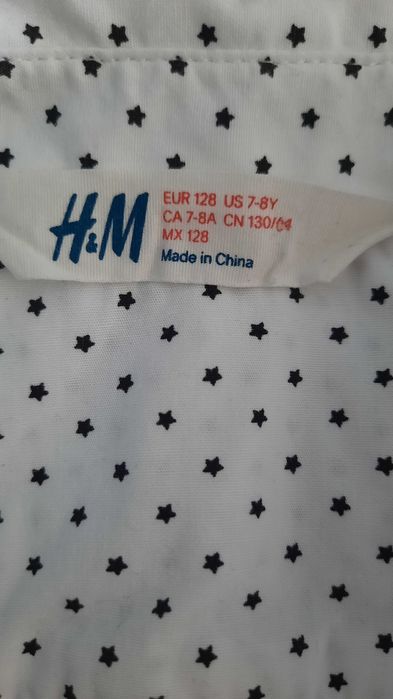 H&M
EUR 128 US 7-8Y
CA 7-8A CN 130/64
MX 128
Made in China